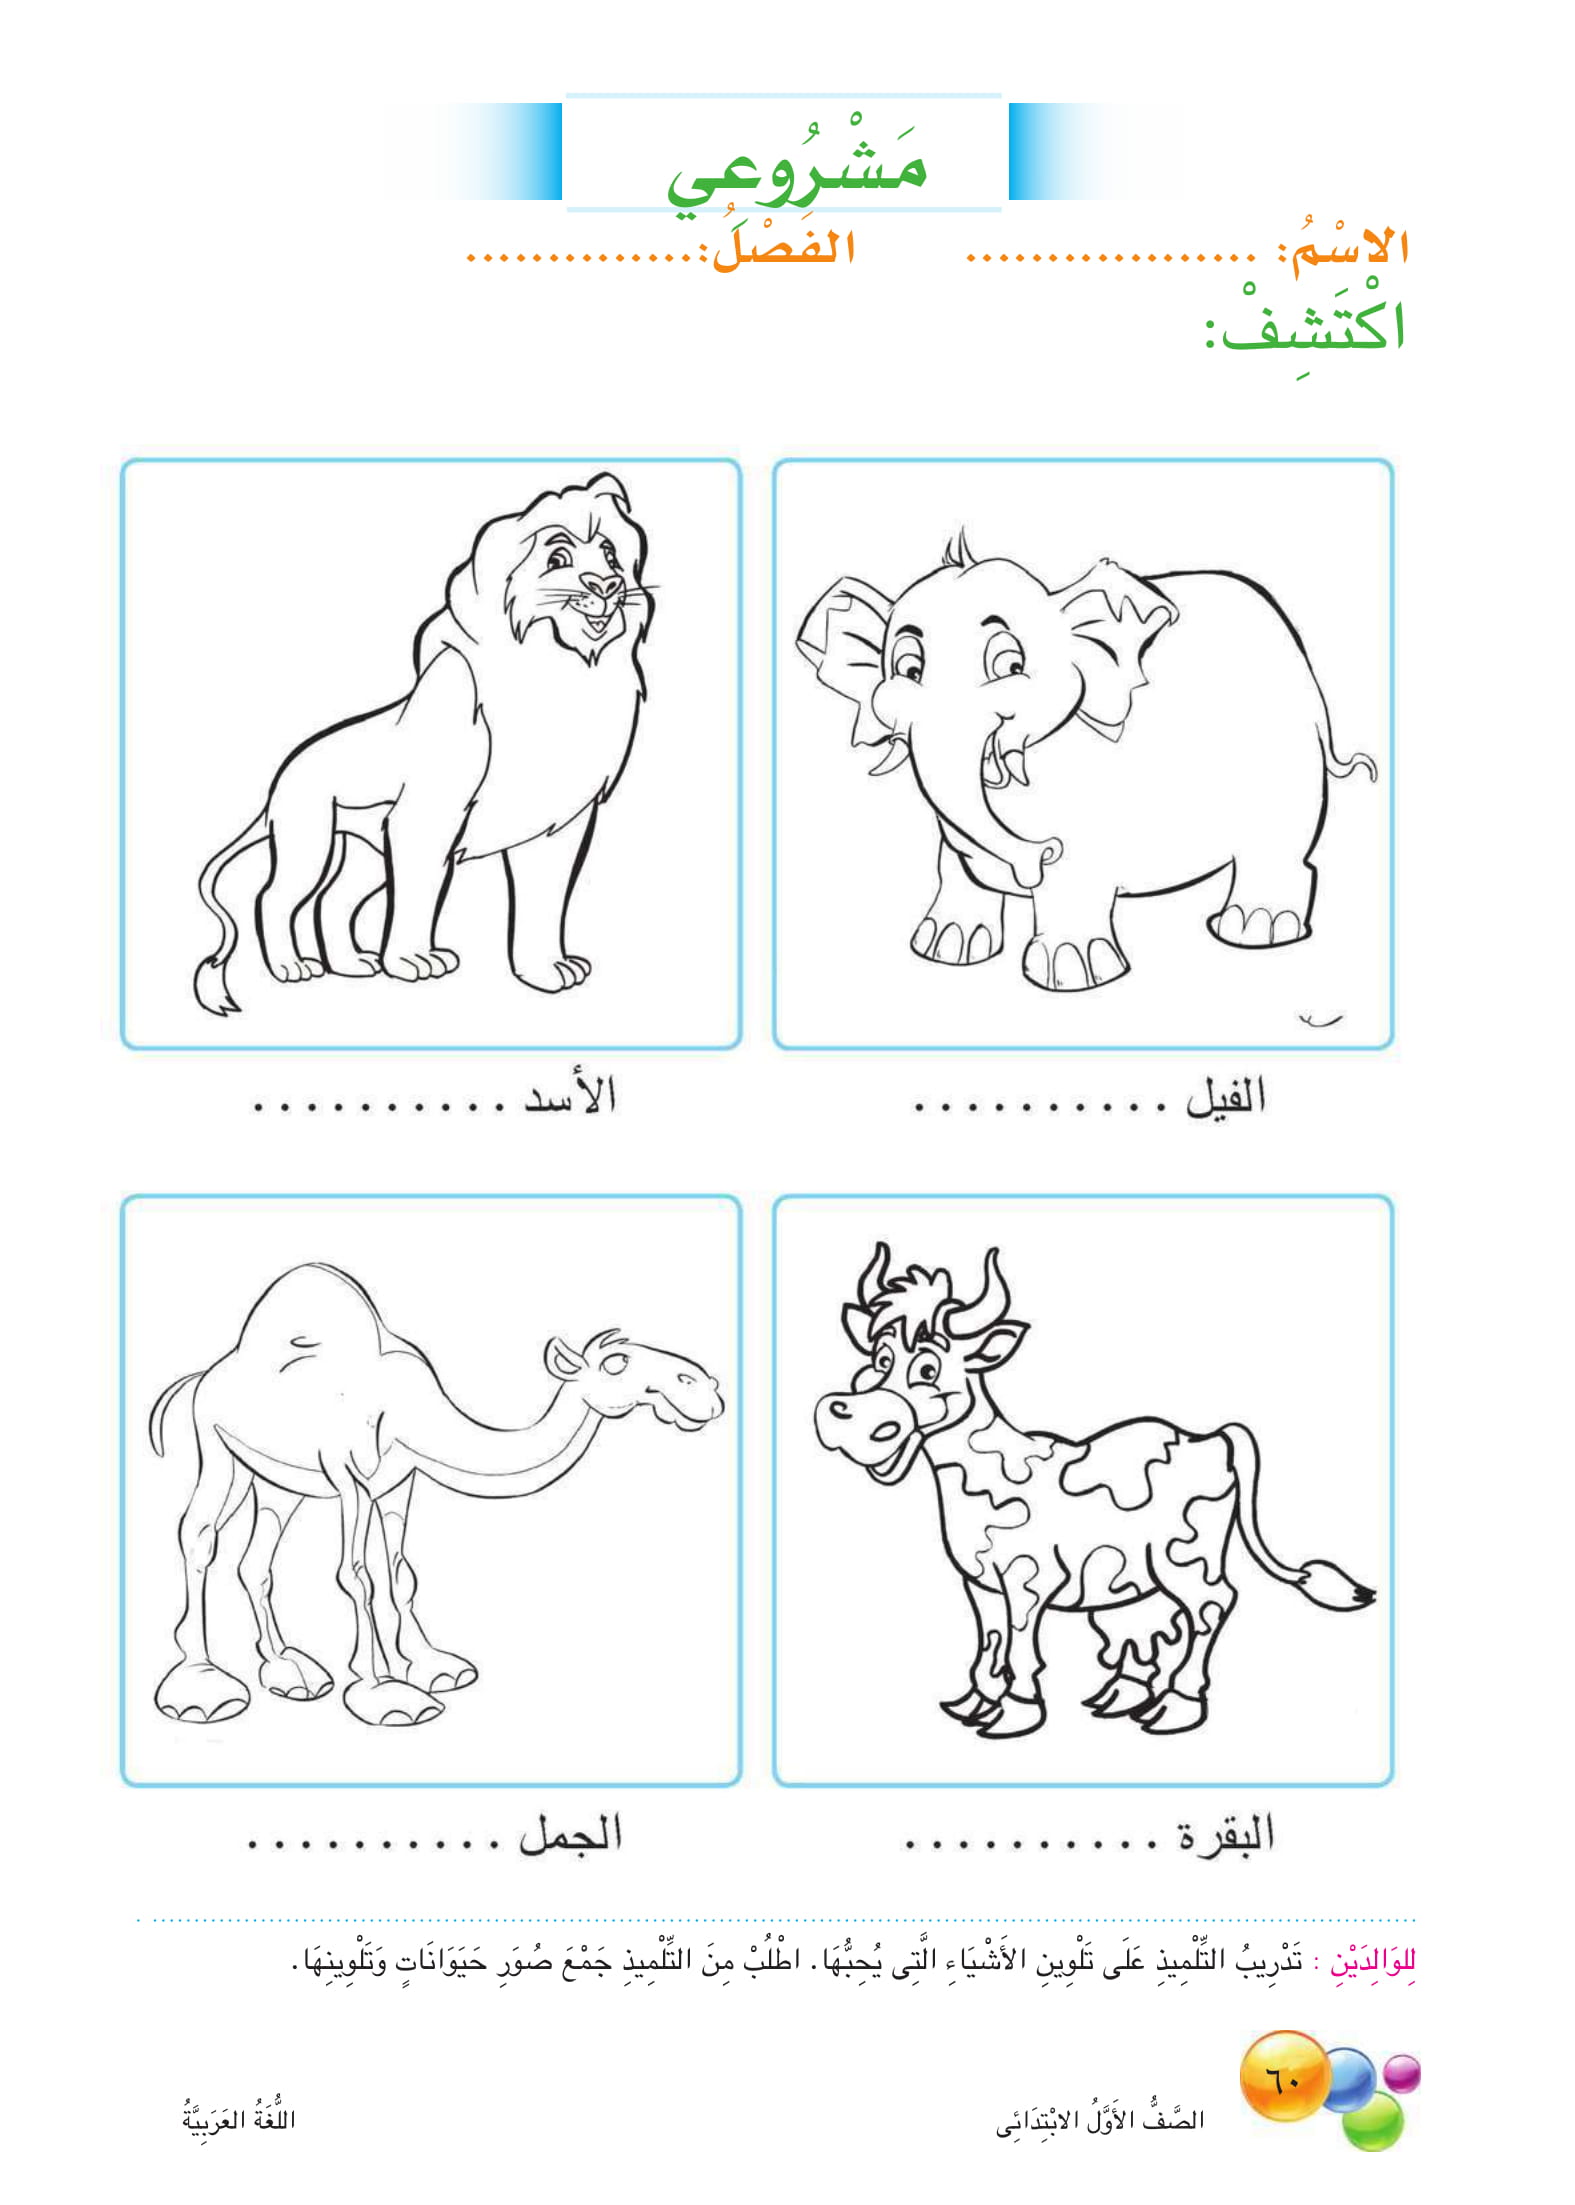 مَشْرُوعي
الاسْمُ: .................. الفَصْلُ:...............
اكْتَشِفْ:
الفيل .......... الأسد ..........
البقرة .......... الجمل ..........
لِلوَالِدَيْنِ : تَدْرِيبُ التِّلْمِيذِ عَلَى تَلْوِينِ الأَشْيَاءِ الَّتِى يُحِبُّهَا. اطْلُبْ مِنَ التِّلْمِيذِ جَمْعَ صُوَرِ حَيَوَانَاتٍ وَتَلْوِينِهَا.
٦٠
الصَّفُّ الأَوَّلُ الابْتِدَائِى اللُّغَةُ العَرَبِيَّةُ